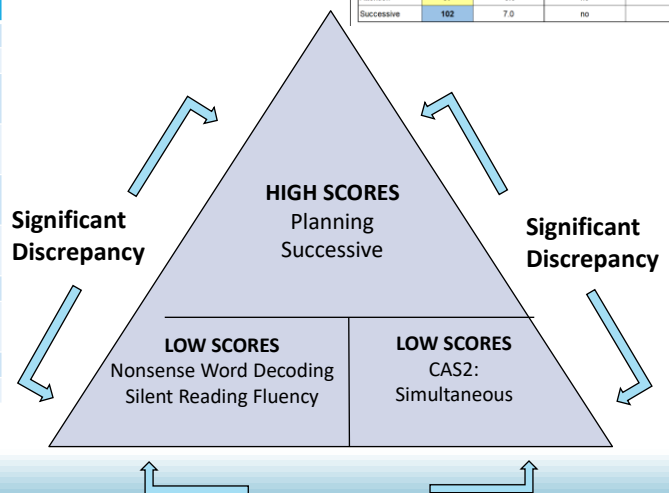 Successive 102 7.0 no
HIGH SCORES
Planning
Successive
Significant
Discrepancy
Significant
Discrepancy
LOW SCORES
Nonsense Word Decoding
Silent Reading Fluency
LOW SCORES
CAS2:
Simultaneous